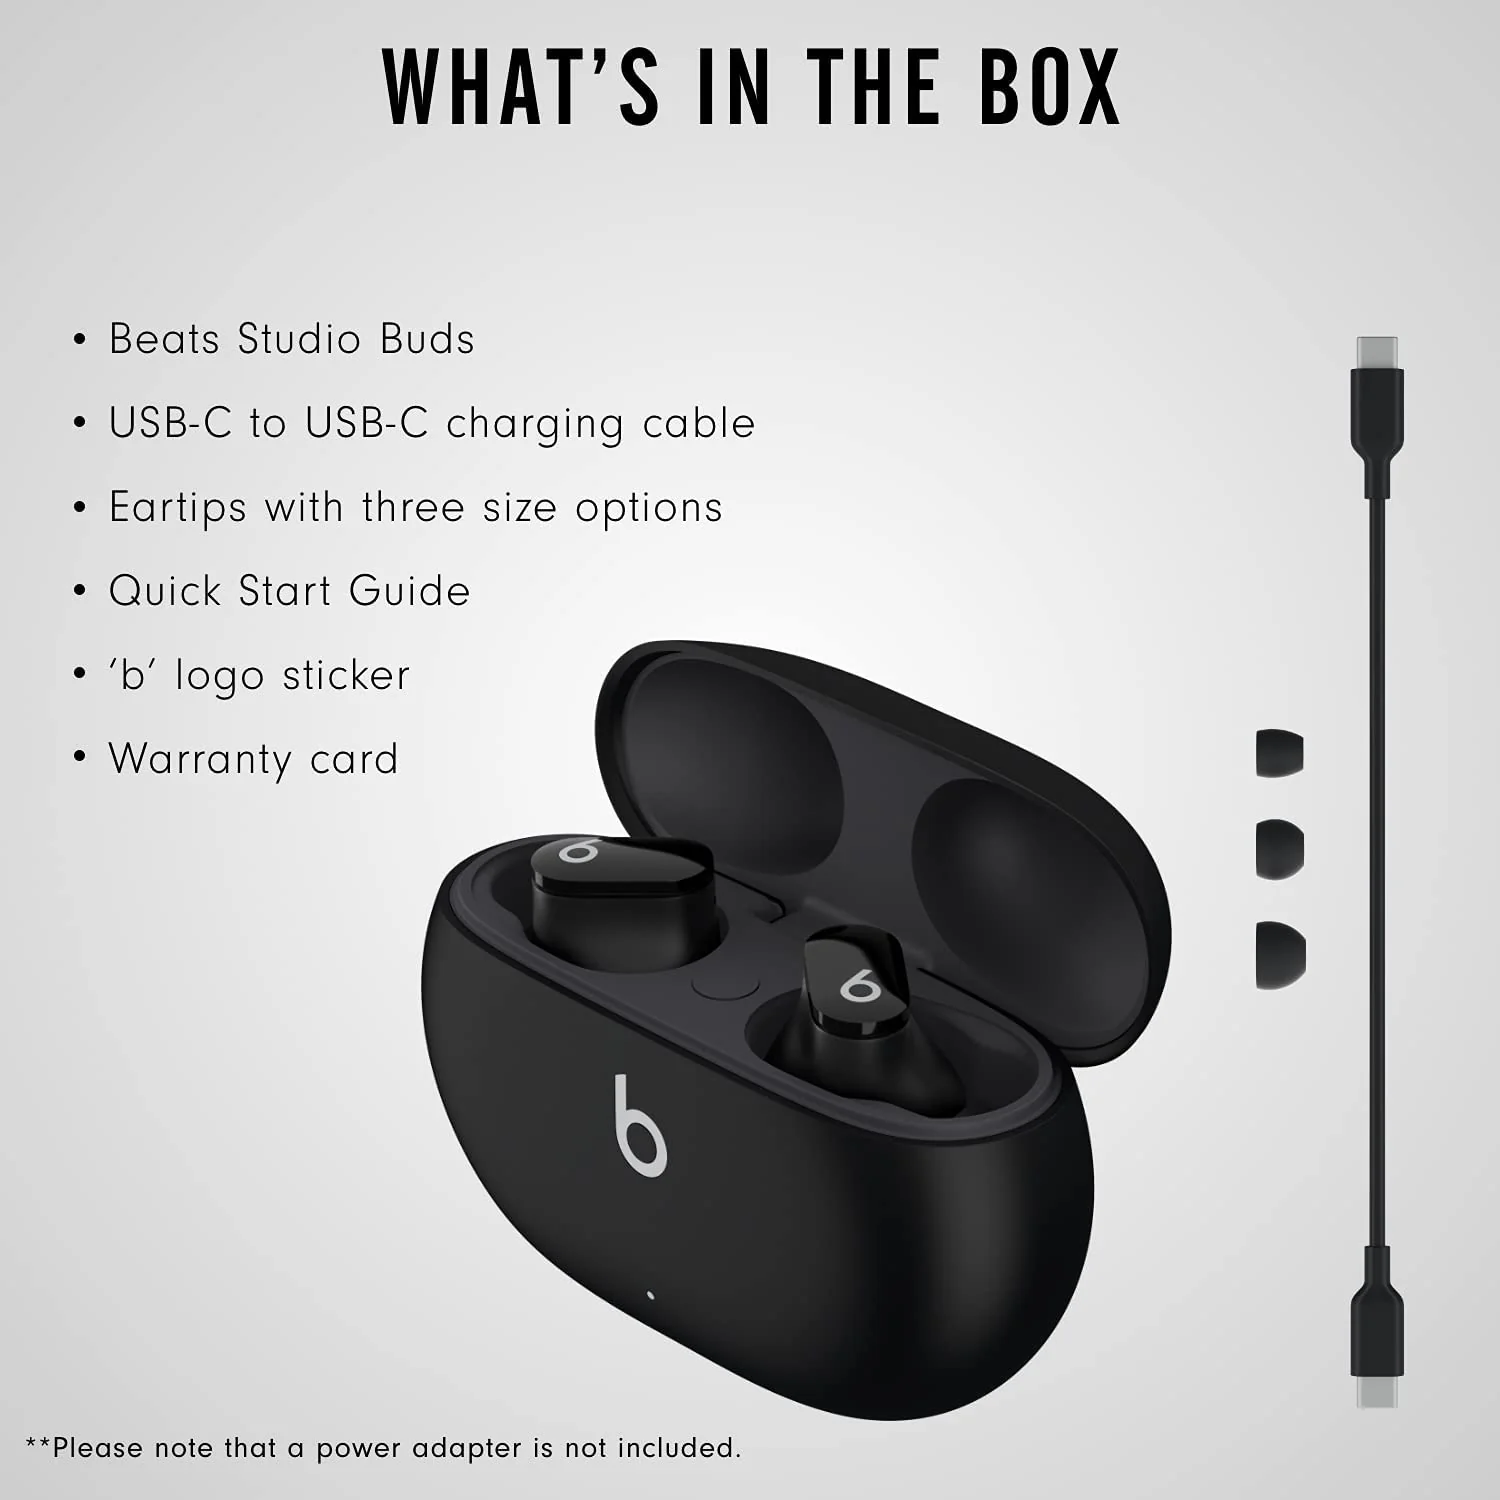 WHAT’S IN THE BOX
• Beats Studio Buds
• USB-C to USB-C charging cable
• Eartips with three size options
• Quick Start Guide
• ‘b’ logo sticker
• Warranty card
b
b
b
**Please note that a power adapter is not included.